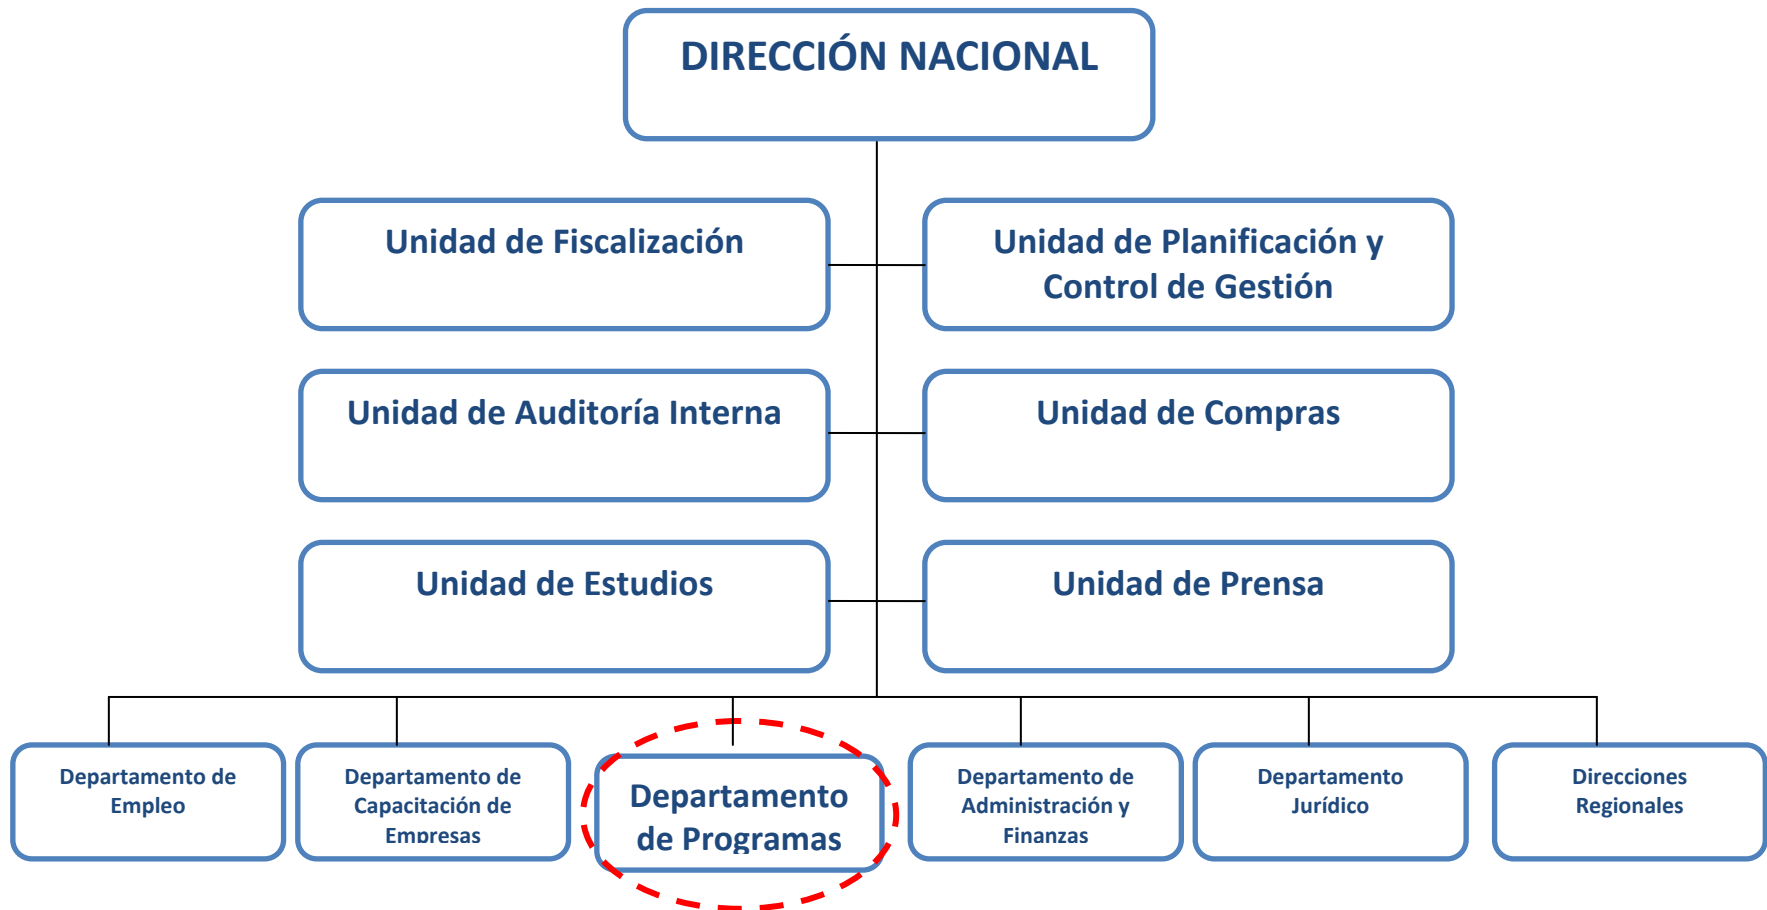 DIRECCIÓN NACIONAL
Unidad de Fiscalización
Unidad de Planificación y
Control de Gestión
Unidad de Auditoría Interna
Unidad de Compras
Unidad de Estudios
Unidad de Prensa
Departamento de
Empleo
Departamento de
Capacitación de
Empresas
Departamento
de Programas
Departamento de
Administración y
Finanzas
Departamento
Jurídico
Direcciones
Regionales